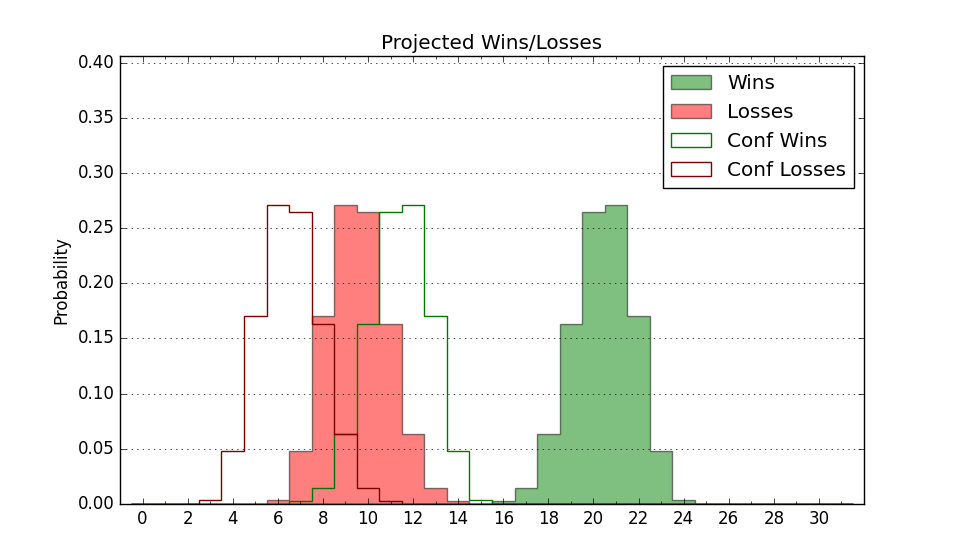 Projected Wins/Losses
0.40
0.35
0.30
0.25
0.20
0.15
0.10
0.05
0.00
Probability
Wins
Losses
Conf Wins
Conf Losses
0 2 4 6 8 10 12 14 16 18 20 22 24 26 28 30